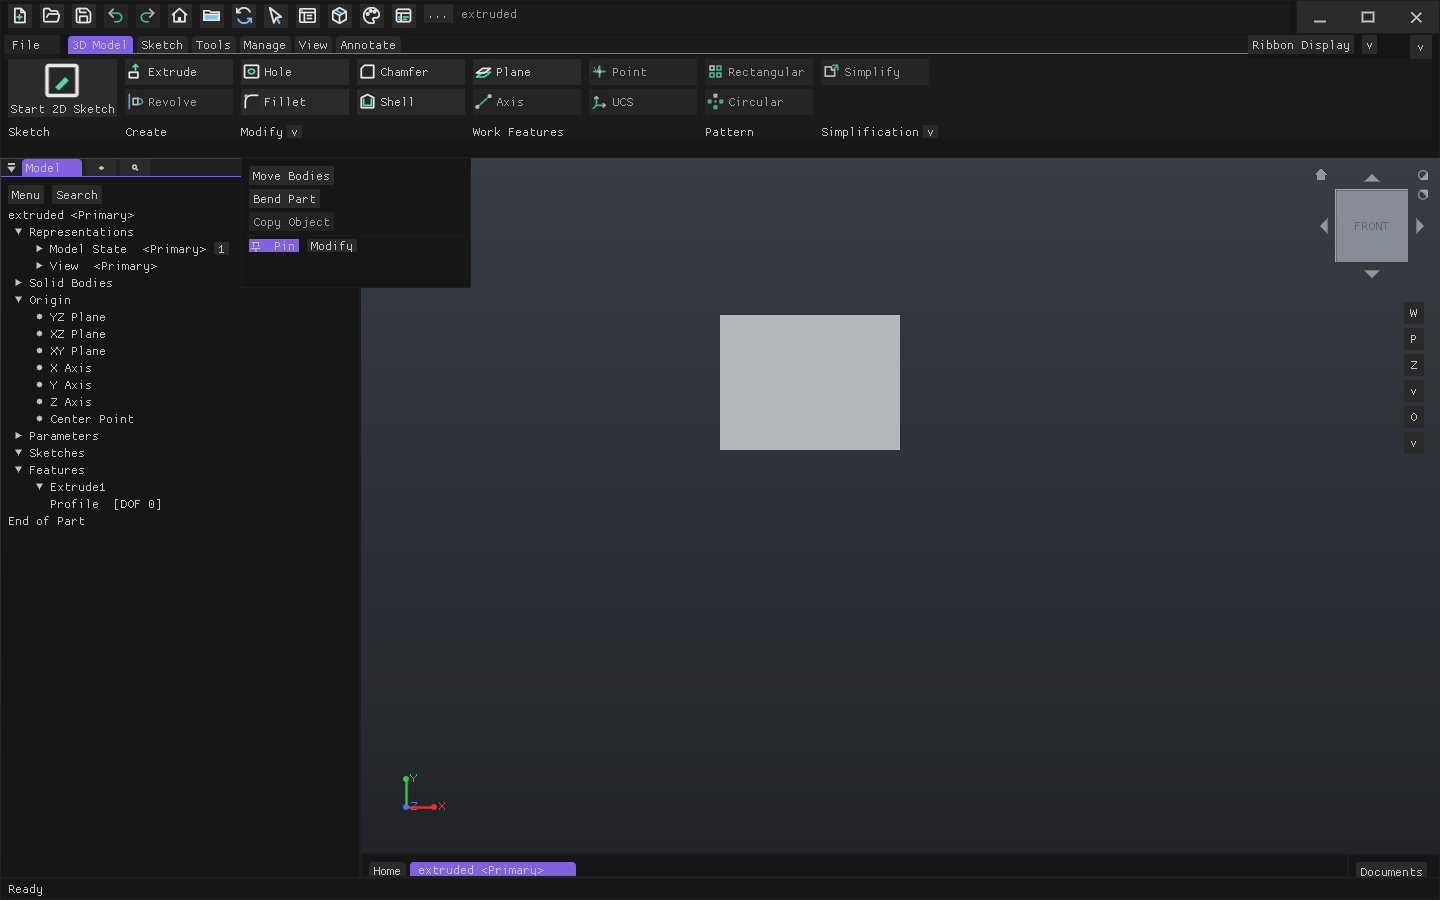 ... extruded
File 3D Model Sketch Tools Manage View Annotate Ribbon Display v v
Extrude Hole Chamfer Plane Point Rectangular Simplify
Start 2D Sketch Revolve Fillet Shell Axis UCS Circular
Sketch Create Modify v Work Features Pattern Simplification v
Model +
Menu Search
extruded <Primary>
Representations
Model State <Primary> 1
View <Primary>
Solid Bodies
Origin
YZ Plane
XZ Plane
XY Plane
X Axis
Y Axis
Z Axis
Center Point
Parameters
Sketches
Features
Extrude1
Profile [DOF 0]
End of Part
Move Bodies
Bend Part
Copy Object
Pin Modify
FRONT
W
P
Z
v
O
v
Y
Z X
Home extruded <Primary> Documents
Ready